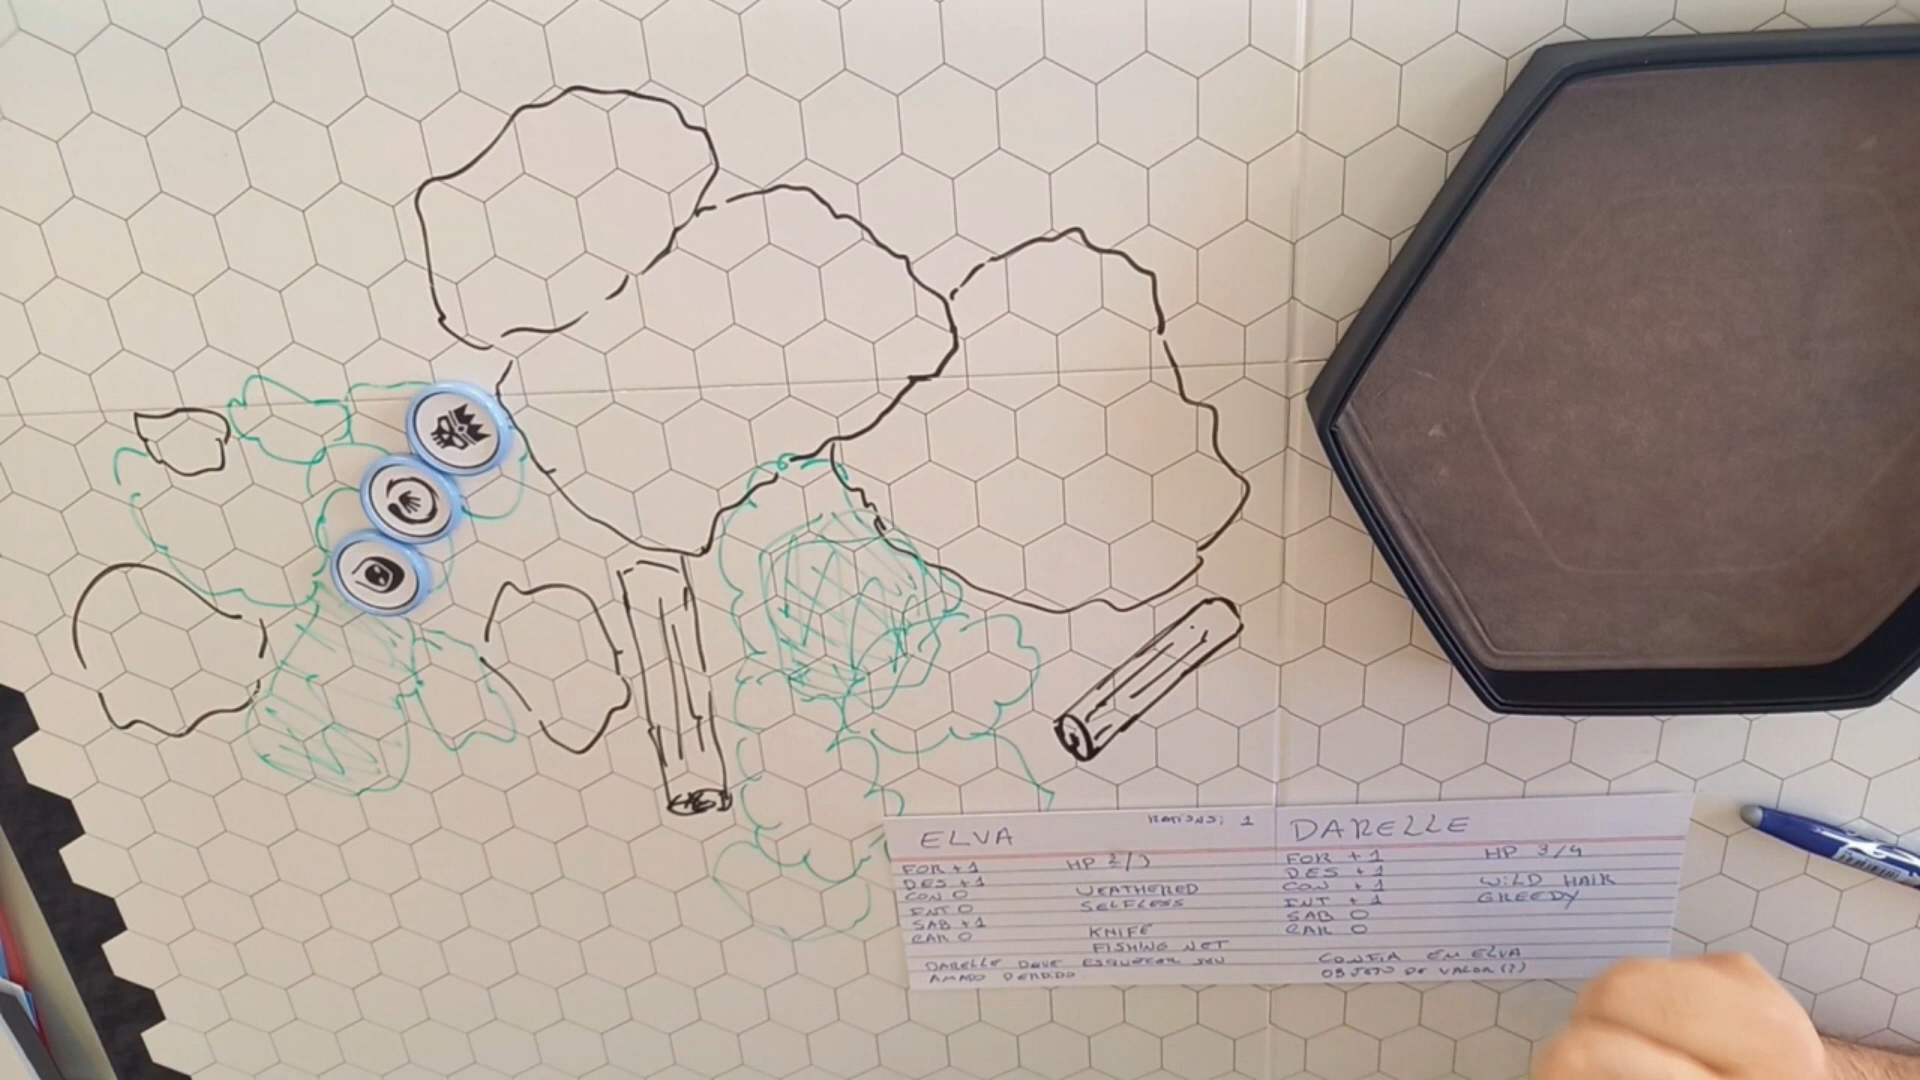 ELVA
RATIONS: 1
FOR +1
HP 2/3
DES +1
CON 0
WEATHERED
INT 0
SELFLESS
SAB +1
CAR 0
KNIFE
FISHING NET
DARELLE DEVE ESQUECER SEU
AMADO PERDIDO
DARELLE
FOR +1
HP 3/4
DES +1
CON +1
WILD HAIR
INT +1
GREEDY
SAB 0
CAR 0
CONFIA EM ELVA
OBJETO DE VALOR(?)